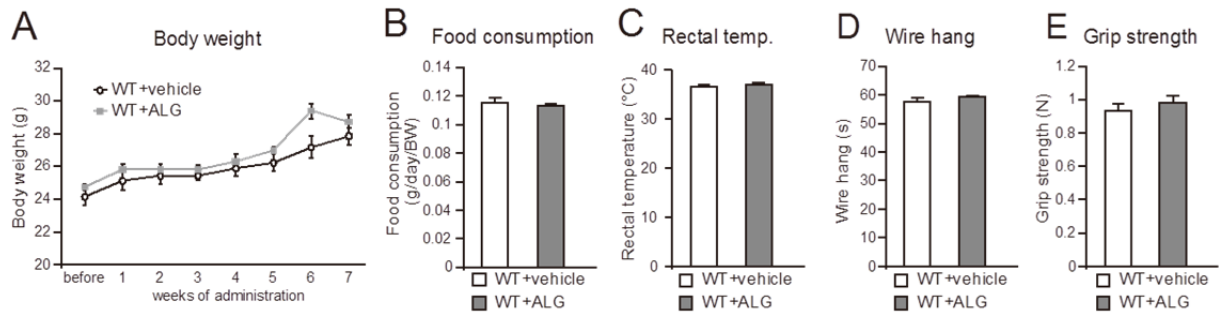 A
Body weight
Body weight (g)
32
30
28
26
24
22
20
WT+vehicle
WT+ALG
before 1 2 3 4 5 6 7
weeks of administration
B
Food consumption
Food consumption
(g/day/BW)
0.14
0.12
0.1
0.08
0.06
0.04
0.02
0
WT+vehicle
WT+ALG
C
Rectal temp.
Rectal temperature (°C)
40
30
20
10
0
WT+vehicle
WT+ALG
D
Wire hang
Wire hang (s)
70
60
50
40
30
20
10
0
WT+vehicle
WT+ALG
E
Grip strength
Grip strength (N)
1.2
1
0.8
0.6
0.4
0.2
0
WT+vehicle
WT+ALG